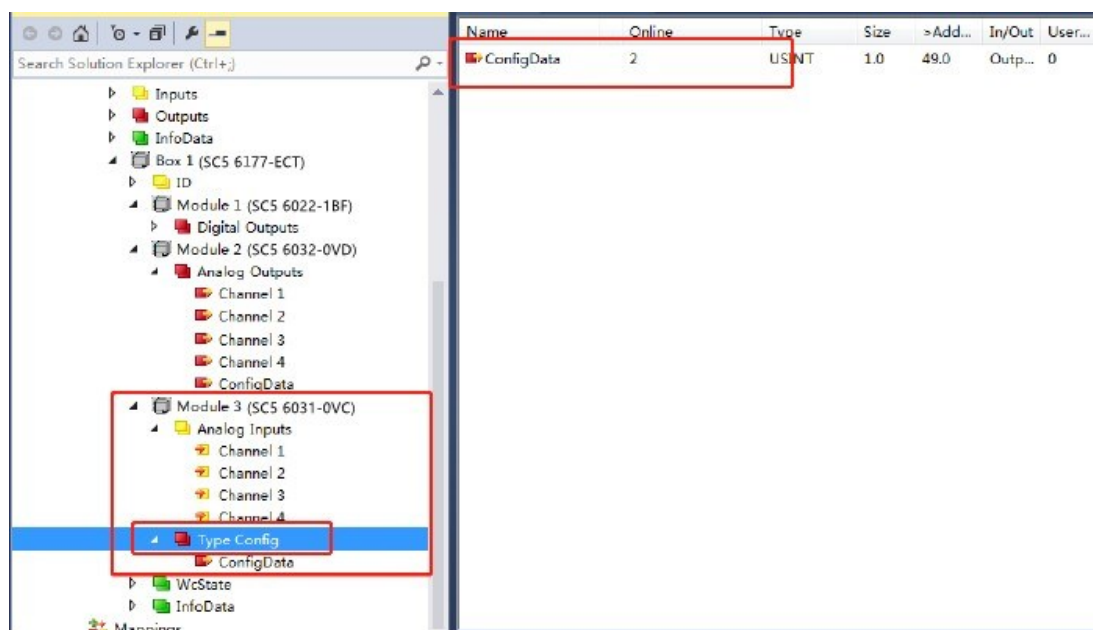 Search Solution Explorer (Ctrl+;)
Inputs
Outputs
InfoData
Box 1 (SC5 6177-ECT)
ID
Module 1 (SC5 6022-1BF)
Digital Outputs
Module 2 (SC5 6032-0VD)
Analog Outputs
Channel 1
Channel 2
Channel 3
Channel 4
ConfigData
Module 3 (SC5 6031-0VC)
Analog Inputs
Channel 1
Channel 2
Channel 3
Channel 4
Type Config
ConfigData
WcState
InfoData
Mappings
Name Online Type Size >Add... In/Out User...
ConfigData 2 USINT 1.0 49.0 Outp... 0